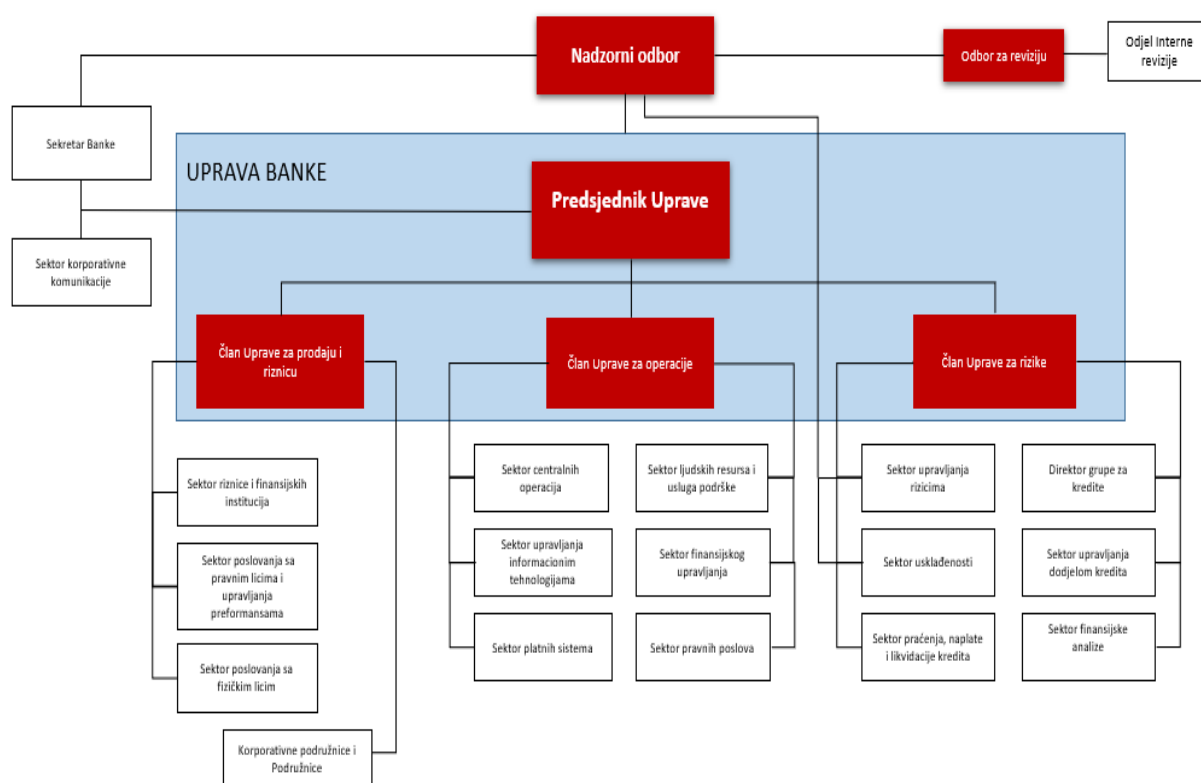 Nadzorni odbor
Odbor za reviziju
Odjel Interne
revizije
Sekretar Banke
UPRAVA BANKE
Predsjednik Uprave
Sektor korporativne
komunikacije
Član Uprave za prodaju i
riznicu
Član Uprave za operacije
Član Uprave za rizike
Sektor riznice i finansijskih
institucija
Sektor poslovanja sa
pravnim licima i
upravljanja
preformansama
Sektor poslovanja sa
fizičkim licim
Korporativne podružnice i
Podružnice
Sektor centralnih
operacija
Sektor ljudskih resursa i
usluga podrške
Sektor upravljanja
informacionim
tehnologijama
Sektor finansijskog
upravljanja
Sektor platnih sistema
Sektor pravnih poslova
Sektor upravljanja
rizicima
Direktor grupe za
kredite
Sektor usklađenosti
Sektor upravljanja
dodjelom kredita
Sektor praćenja, naplate
i likvidacije kredita
Sektor finansijske
analize